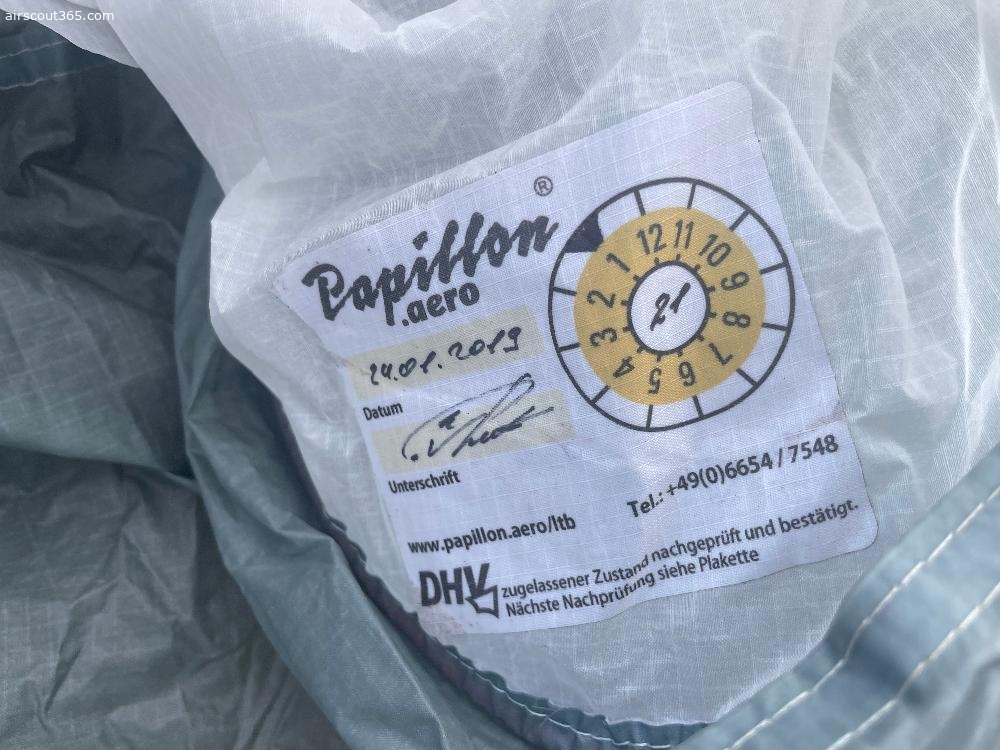 airscout365.com
Papillon®
.aero
24.01.2019
Datum
Unterschrift
12 11 10 9 8 7 6 5 4 3 2 1
21
www.papillon.aero/ltb
Tel.: +49(0)6654 / 7548
DHV zugelassener Zustand nachgeprüft und bestätigt.
Nächste Nachprüfung siehe Plakette